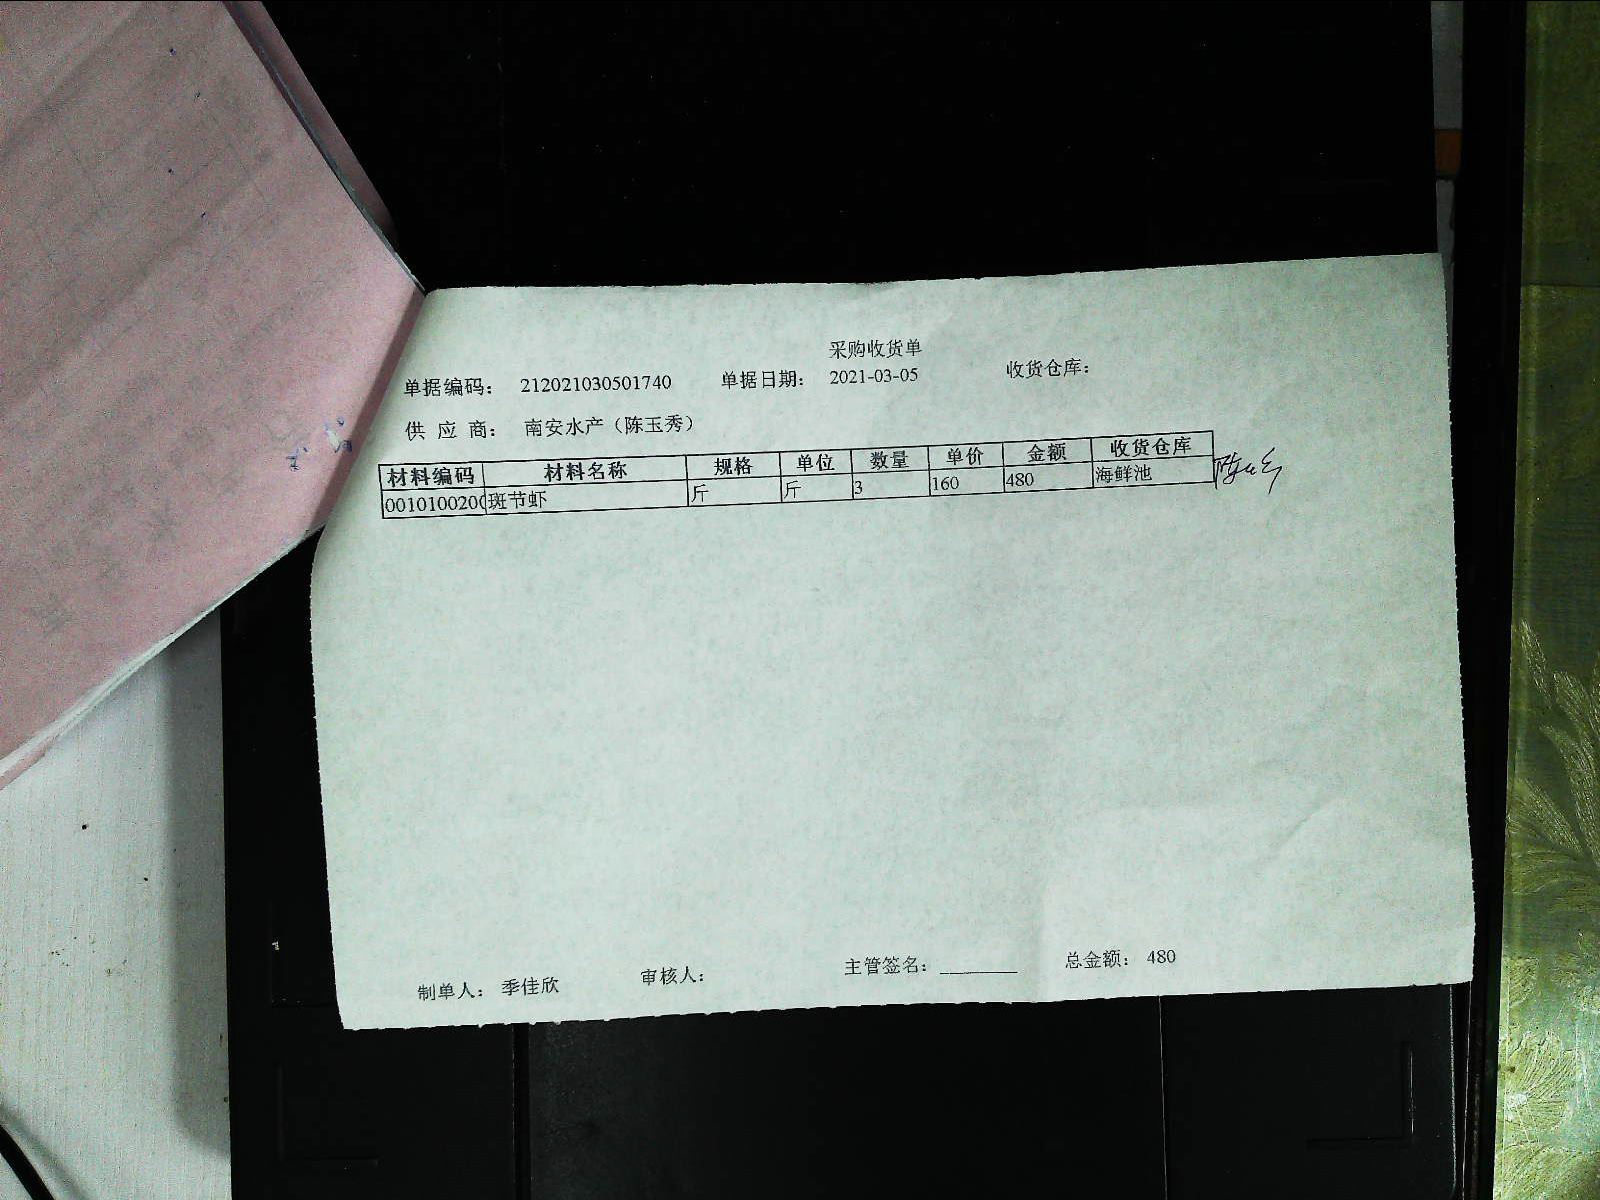 采购收货单
单据编码： 212021030501740 单据日期： 2021-03-05 收货仓库：
供 应 商： 南安水产（陈玉秀）
材料编码 材料名称 规格 单位 数量 单价 金额 收货仓库
001010020 斑节虾 斤 斤 3 160 480 海鲜池
制单人： 季佳欣 审核人： 主管签名：________ 总金额： 480